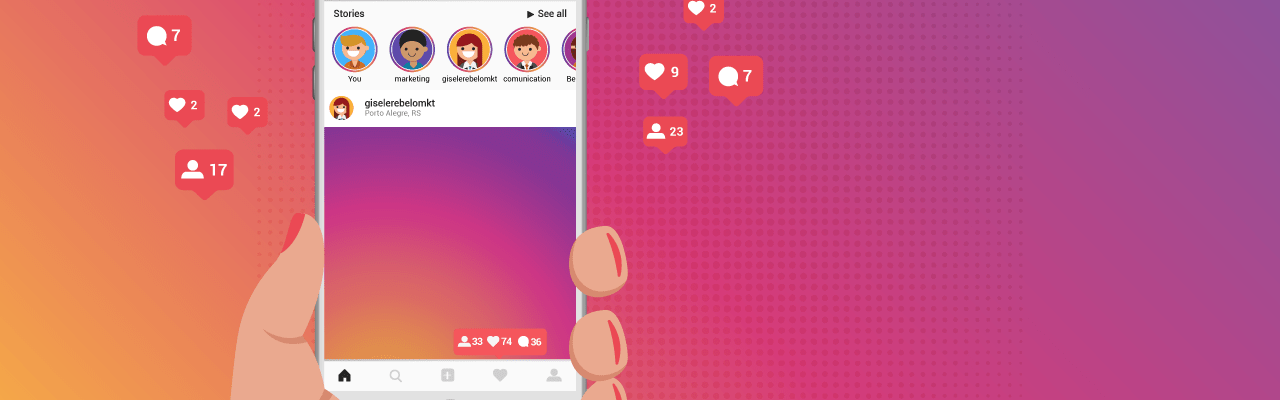 Stories
▶ See all
You
marketing
giselerebelomkt
comunication
Be
giselerebelomkt
Porto Alegre, RS
33 74 36
7
2
2
17
2
9
7
23